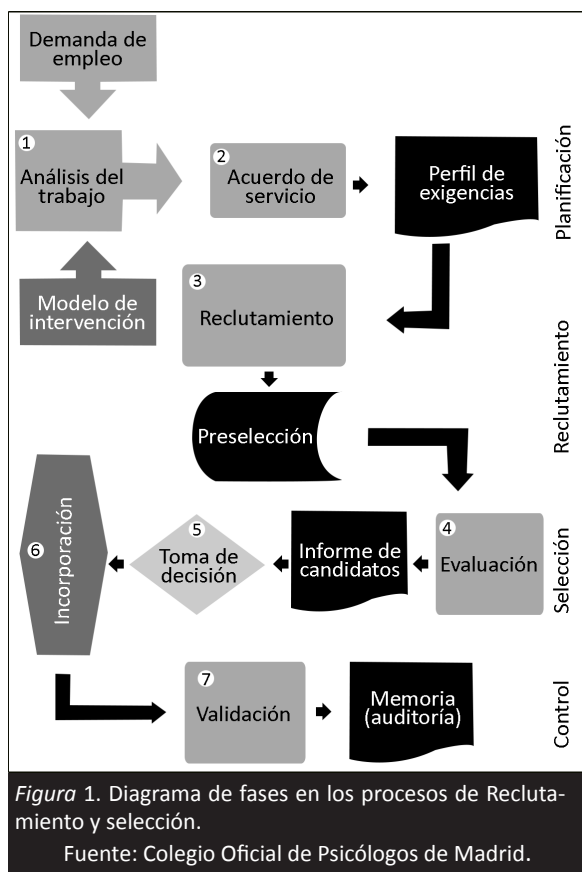 Demanda de
empleo
1
Análisis del
trabajo
2
Acuerdo de
servicio
Perfil de
exigencias
Planificación
Modelo de
intervención
3
Reclutamiento
Reclutamiento
Preselección
Incorporación
6
5
Toma de
decisión
Informe de
candidatos
4
Evaluación
Selección
7
Validación
Memoria
(auditoría)
Control
Figura 1. Diagrama de fases en los procesos de Recluta-
miento y selección.
Fuente: Colegio Oficial de Psicólogos de Madrid.